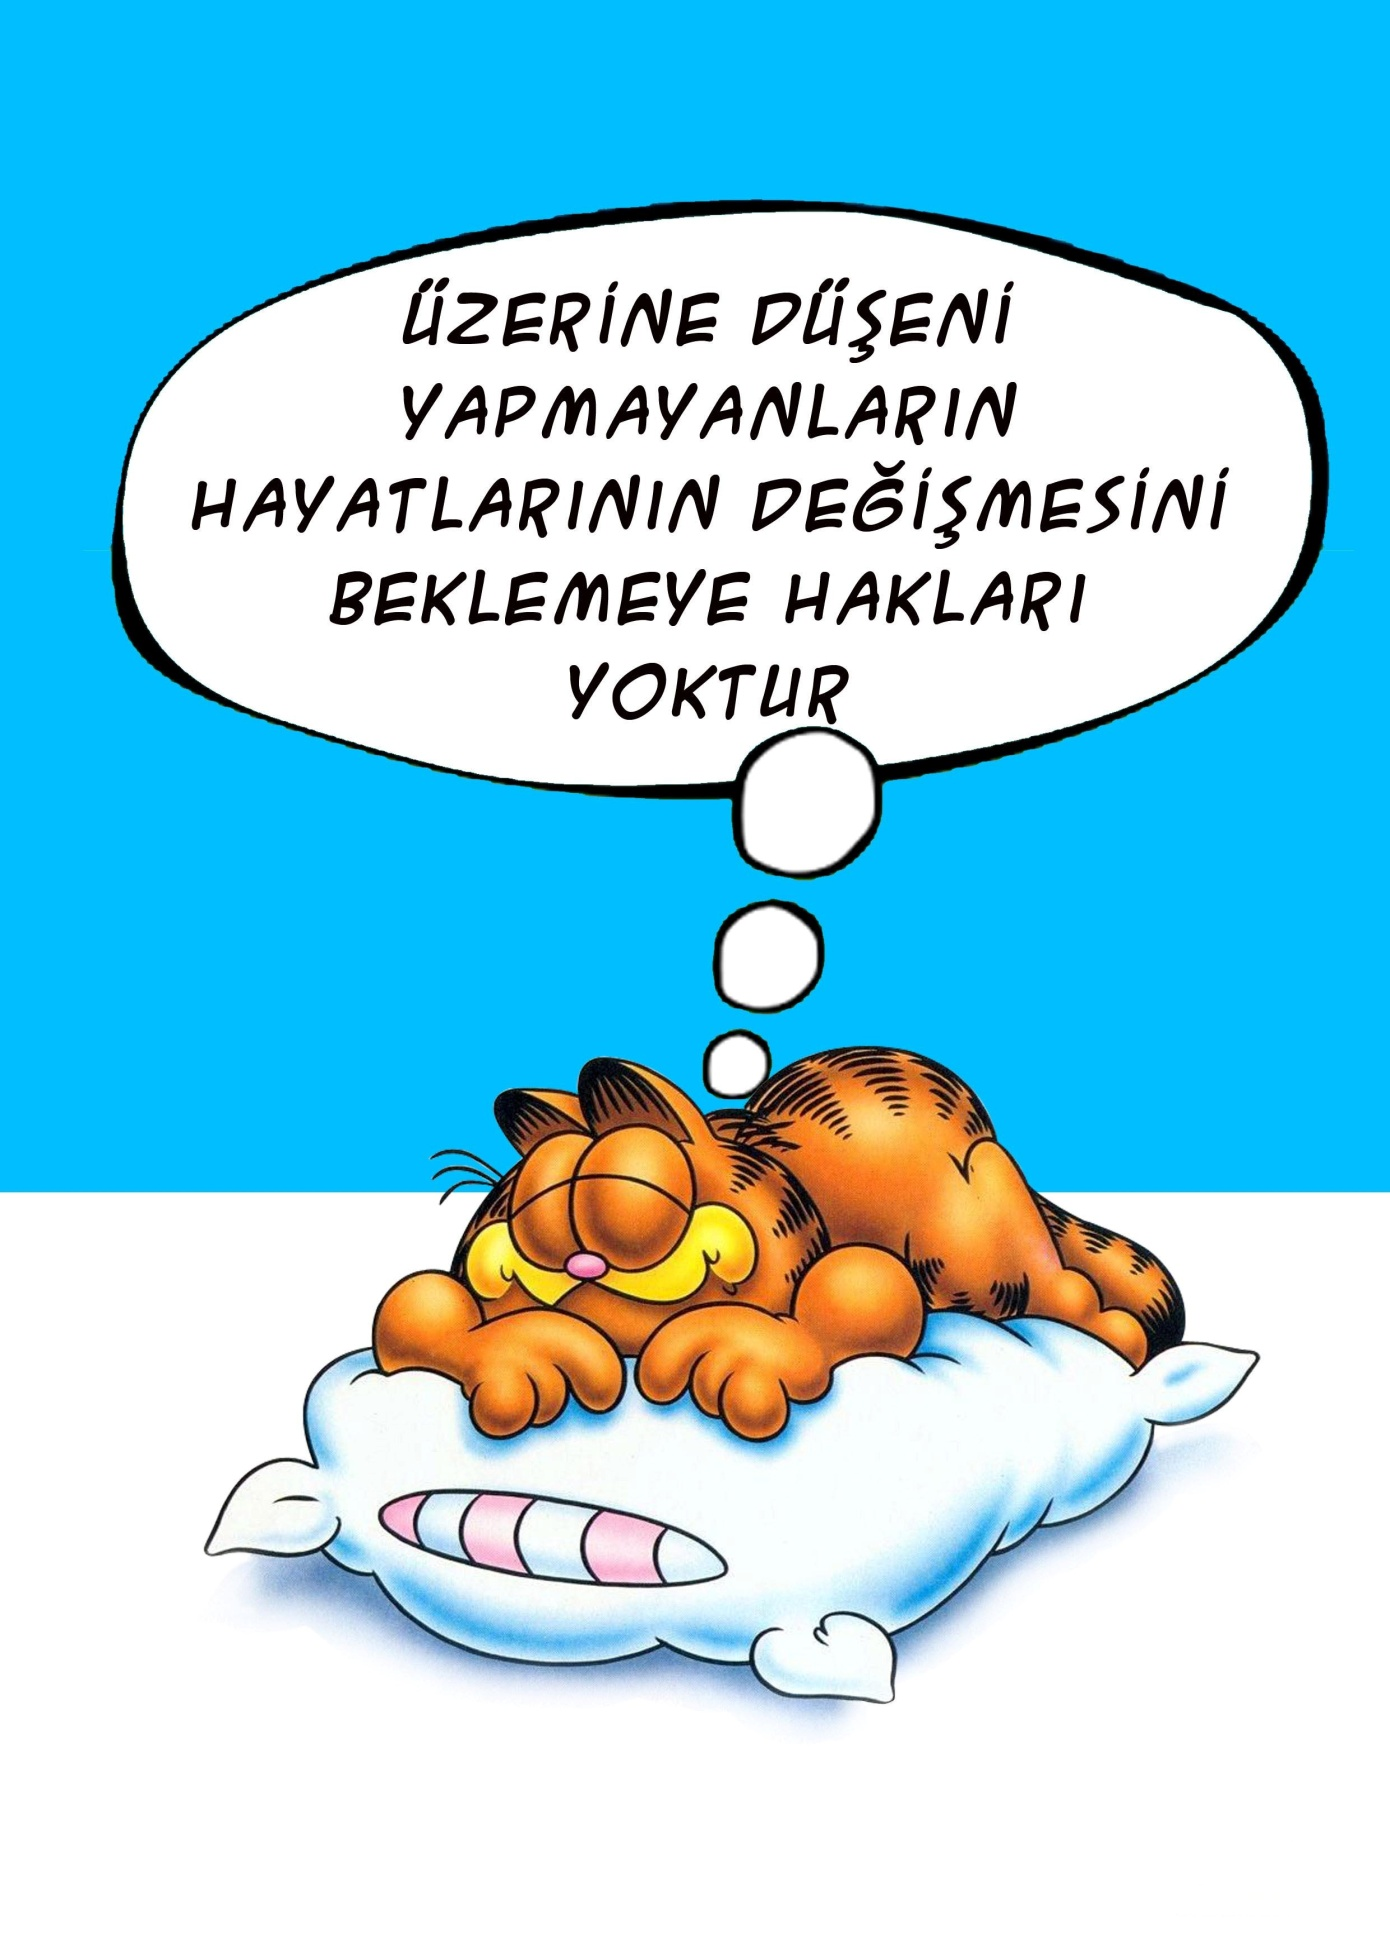 ÜZERİNE DÜŞENİ
YAPMAYANLARIN
HAYATLARININ DEĞİŞMESİNİ
BEKLEMEYE HAKLARI
YOKTUR